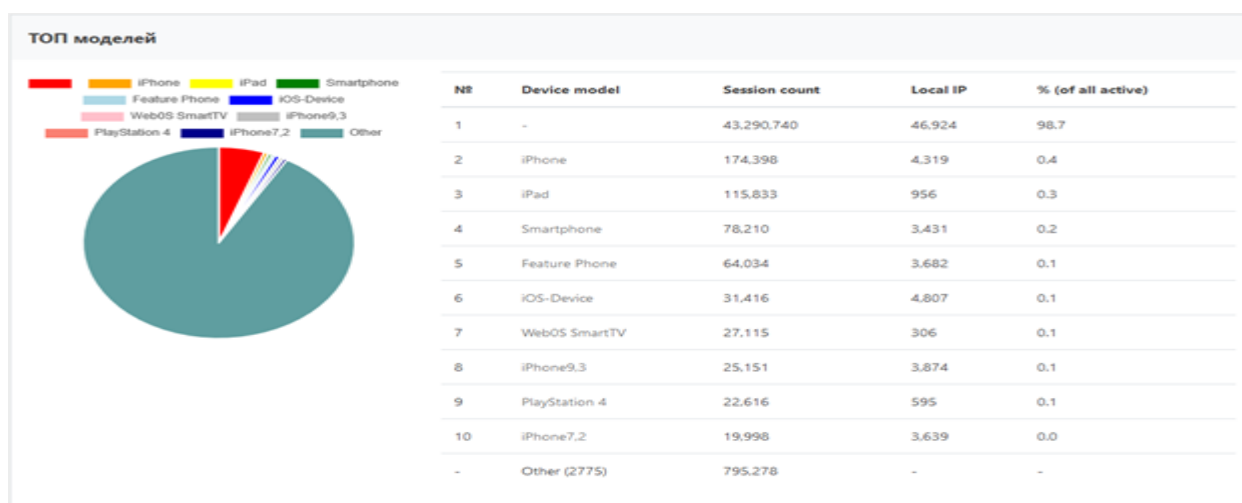 ТОП моделей
iPhone iPad Smartphone
Feature Phone iOS-Device
WebOS SmartTV iPhone9,3
PlayStation 4 iPhone7,2 Other
№ Device model Session count Local IP % (of all active)
1 - 43,290,740 46,924 98.7
2 iPhone 174,398 4,319 0.4
3 iPad 115,833 956 0.3
4 Smartphone 78,210 3,431 0.2
5 Feature Phone 64,034 3,682 0.1
6 iOS-Device 31,416 4,807 0.1
7 WebOS SmartTV 27,115 306 0.1
8 iPhone9,3 25,151 3,874 0.1
9 PlayStation 4 22,616 595 0.1
10 iPhone7,2 19,998 3,639 0.0
- Other (2775) 795,278 - -